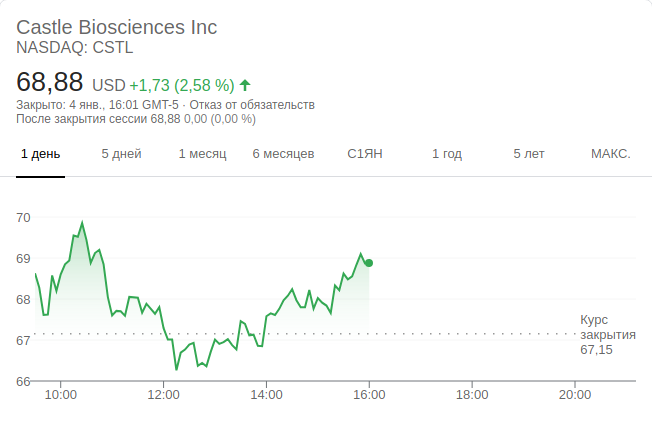 Castle Biosciences Inc
NASDAQ: CSTL
68,88 USD +1,73 (2,58 %)
Закрыто: 4 янв., 16:01 GMT-5 · Отказ от обязательств
После закрытия сессии 68,88 0,00 (0,00 %)
1 день 5 дней 1 месяц 6 месяцев С1ЯН 1 год 5 лет МАКС.
70
69
68
67
66
Курс
закрытия
67,15
10:00 12:00 14:00 16:00 18:00 20:00